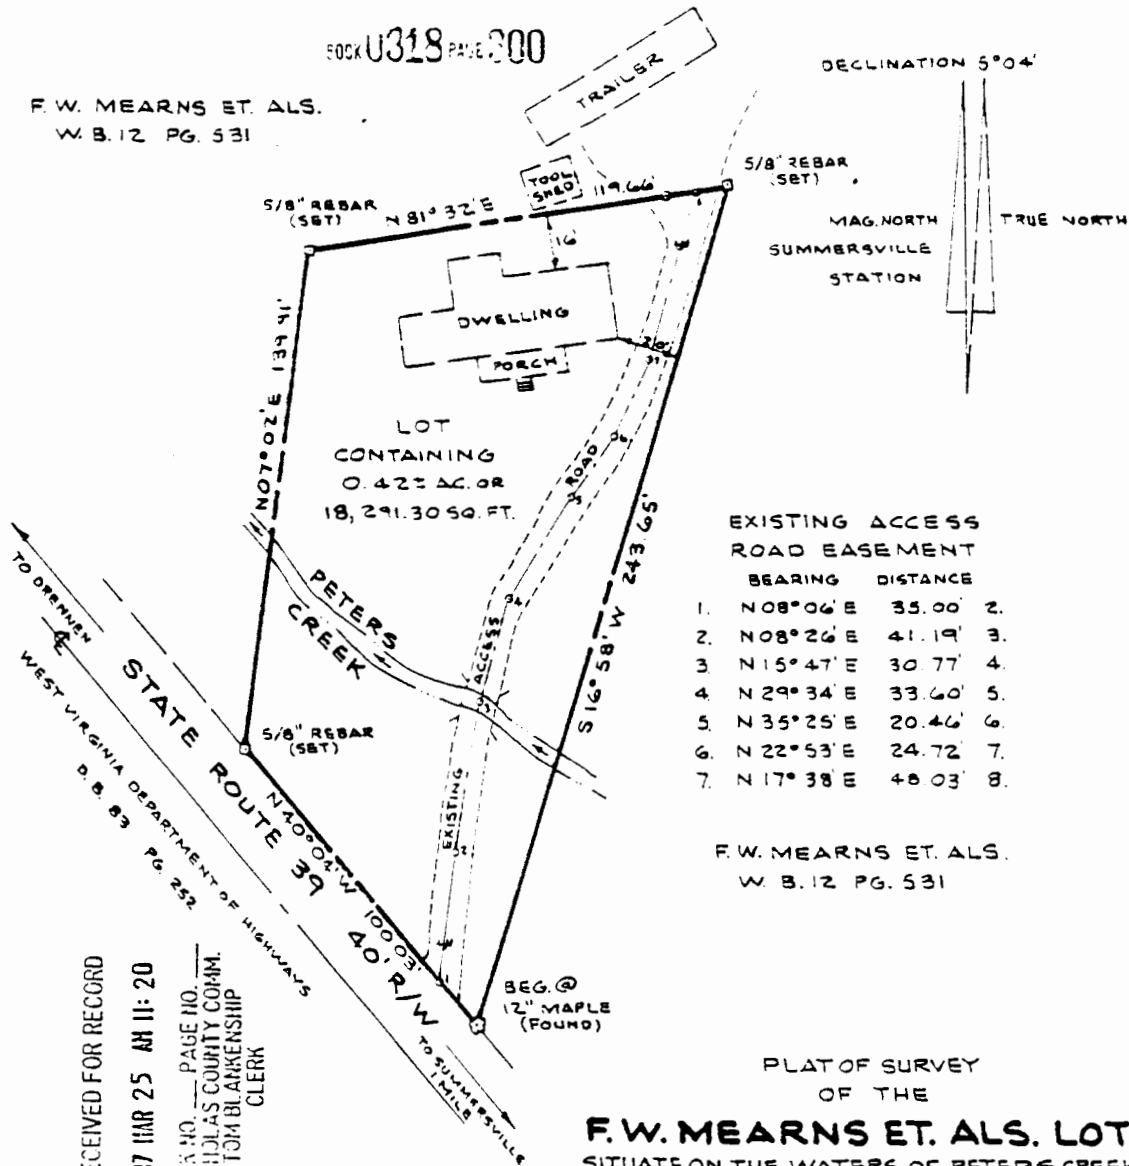 BOOK U318 PAGE 300
DECLINATION 5°04'
F. W. MEARNS ET. ALS.
W. B. 12 PG. 531
TRAILER
TOOL
SHED
5/8" REBAR
(SET)
5/8" REBAR
(SET)
N 81° 32' E
119.66'
16'
MAG. NORTH
TRUE NORTH
SUMMERSVILLE
STATION
DWELLING
PORCH
N07°02'E 139.91'
LOT
CONTAINING
0.42± AC. OR
18,291.30 SQ. FT.
S 16° 58' W 243.65'
EXISTING ACCESS ROAD
EXISTING ACCESS
ROAD EASEMENT
BEARING DISTANCE
1. N 08°06' E 35.00' 2.
2. N 08°26' E 41.19' 3.
3. N 15°47' E 30.77' 4.
4. N 29°34' E 33.60' 5.
5. N 35°25' E 20.46' 6.
6. N 22°53' E 24.72' 7.
7. N 17°38' E 48.03' 8.
PETERS
CREEK
TO DRENNEN
5/8" REBAR
(SET)
STATE ROUTE 39 40' R/W
N 40°04' W 100.03'
WEST VIRGINIA DEPARTMENT OF HIGHWAYS
D. B. 83 PG. 252
TO SUMMERSVILLE
1 MILE
F. W. MEARNS ET. ALS.
W. B. 12 PG. 531
BEG. @
12" MAPLE
(FOUND)
CEIVED FOR RECORD
7 MAR 25 AM 11:20
K NO. PAGE NO.
HOLAS COUNTY COMM.
TOM BLANKENSHIP
CLERK
PLAT OF SURVEY
OF THE
F. W. MEARNS ET. ALS. LOT
SITUATE ON THE WATERS OF PETERS CREEK